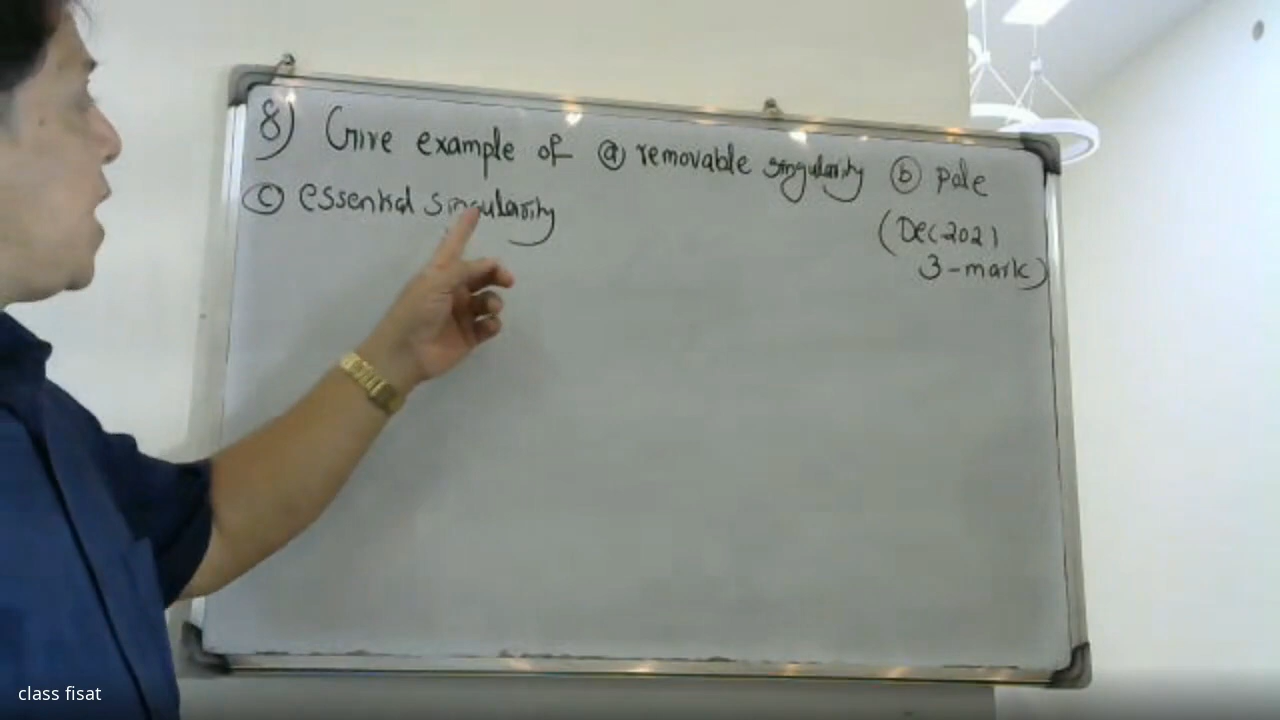 8) Give example of ⓐ removable singularity ⓑ pole
ⓒ essential singularity
(Dec 2021
3-mark)
class fisat